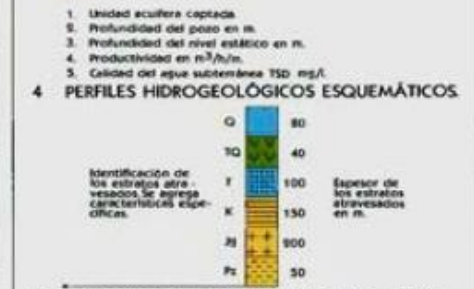 1. Unidad acuífera captada
2. Profundidad del pozo en m.
3. Profundidad del nivel estático en m.
4. Productividad en m³/h/m.
5. Calidad del agua subterránea TSD mg/l.
4 PERFILES HIDROGEOLÓGICOS ESQUEMÁTICOS.
Identificación de
los estratos atra-
vesados. Se agrega
características espe-
cíficas.
Q 80
TQ 40
T 100
K 150
Jj 900
Pz 50
Espesor de
los estratos
atravesados
en m.